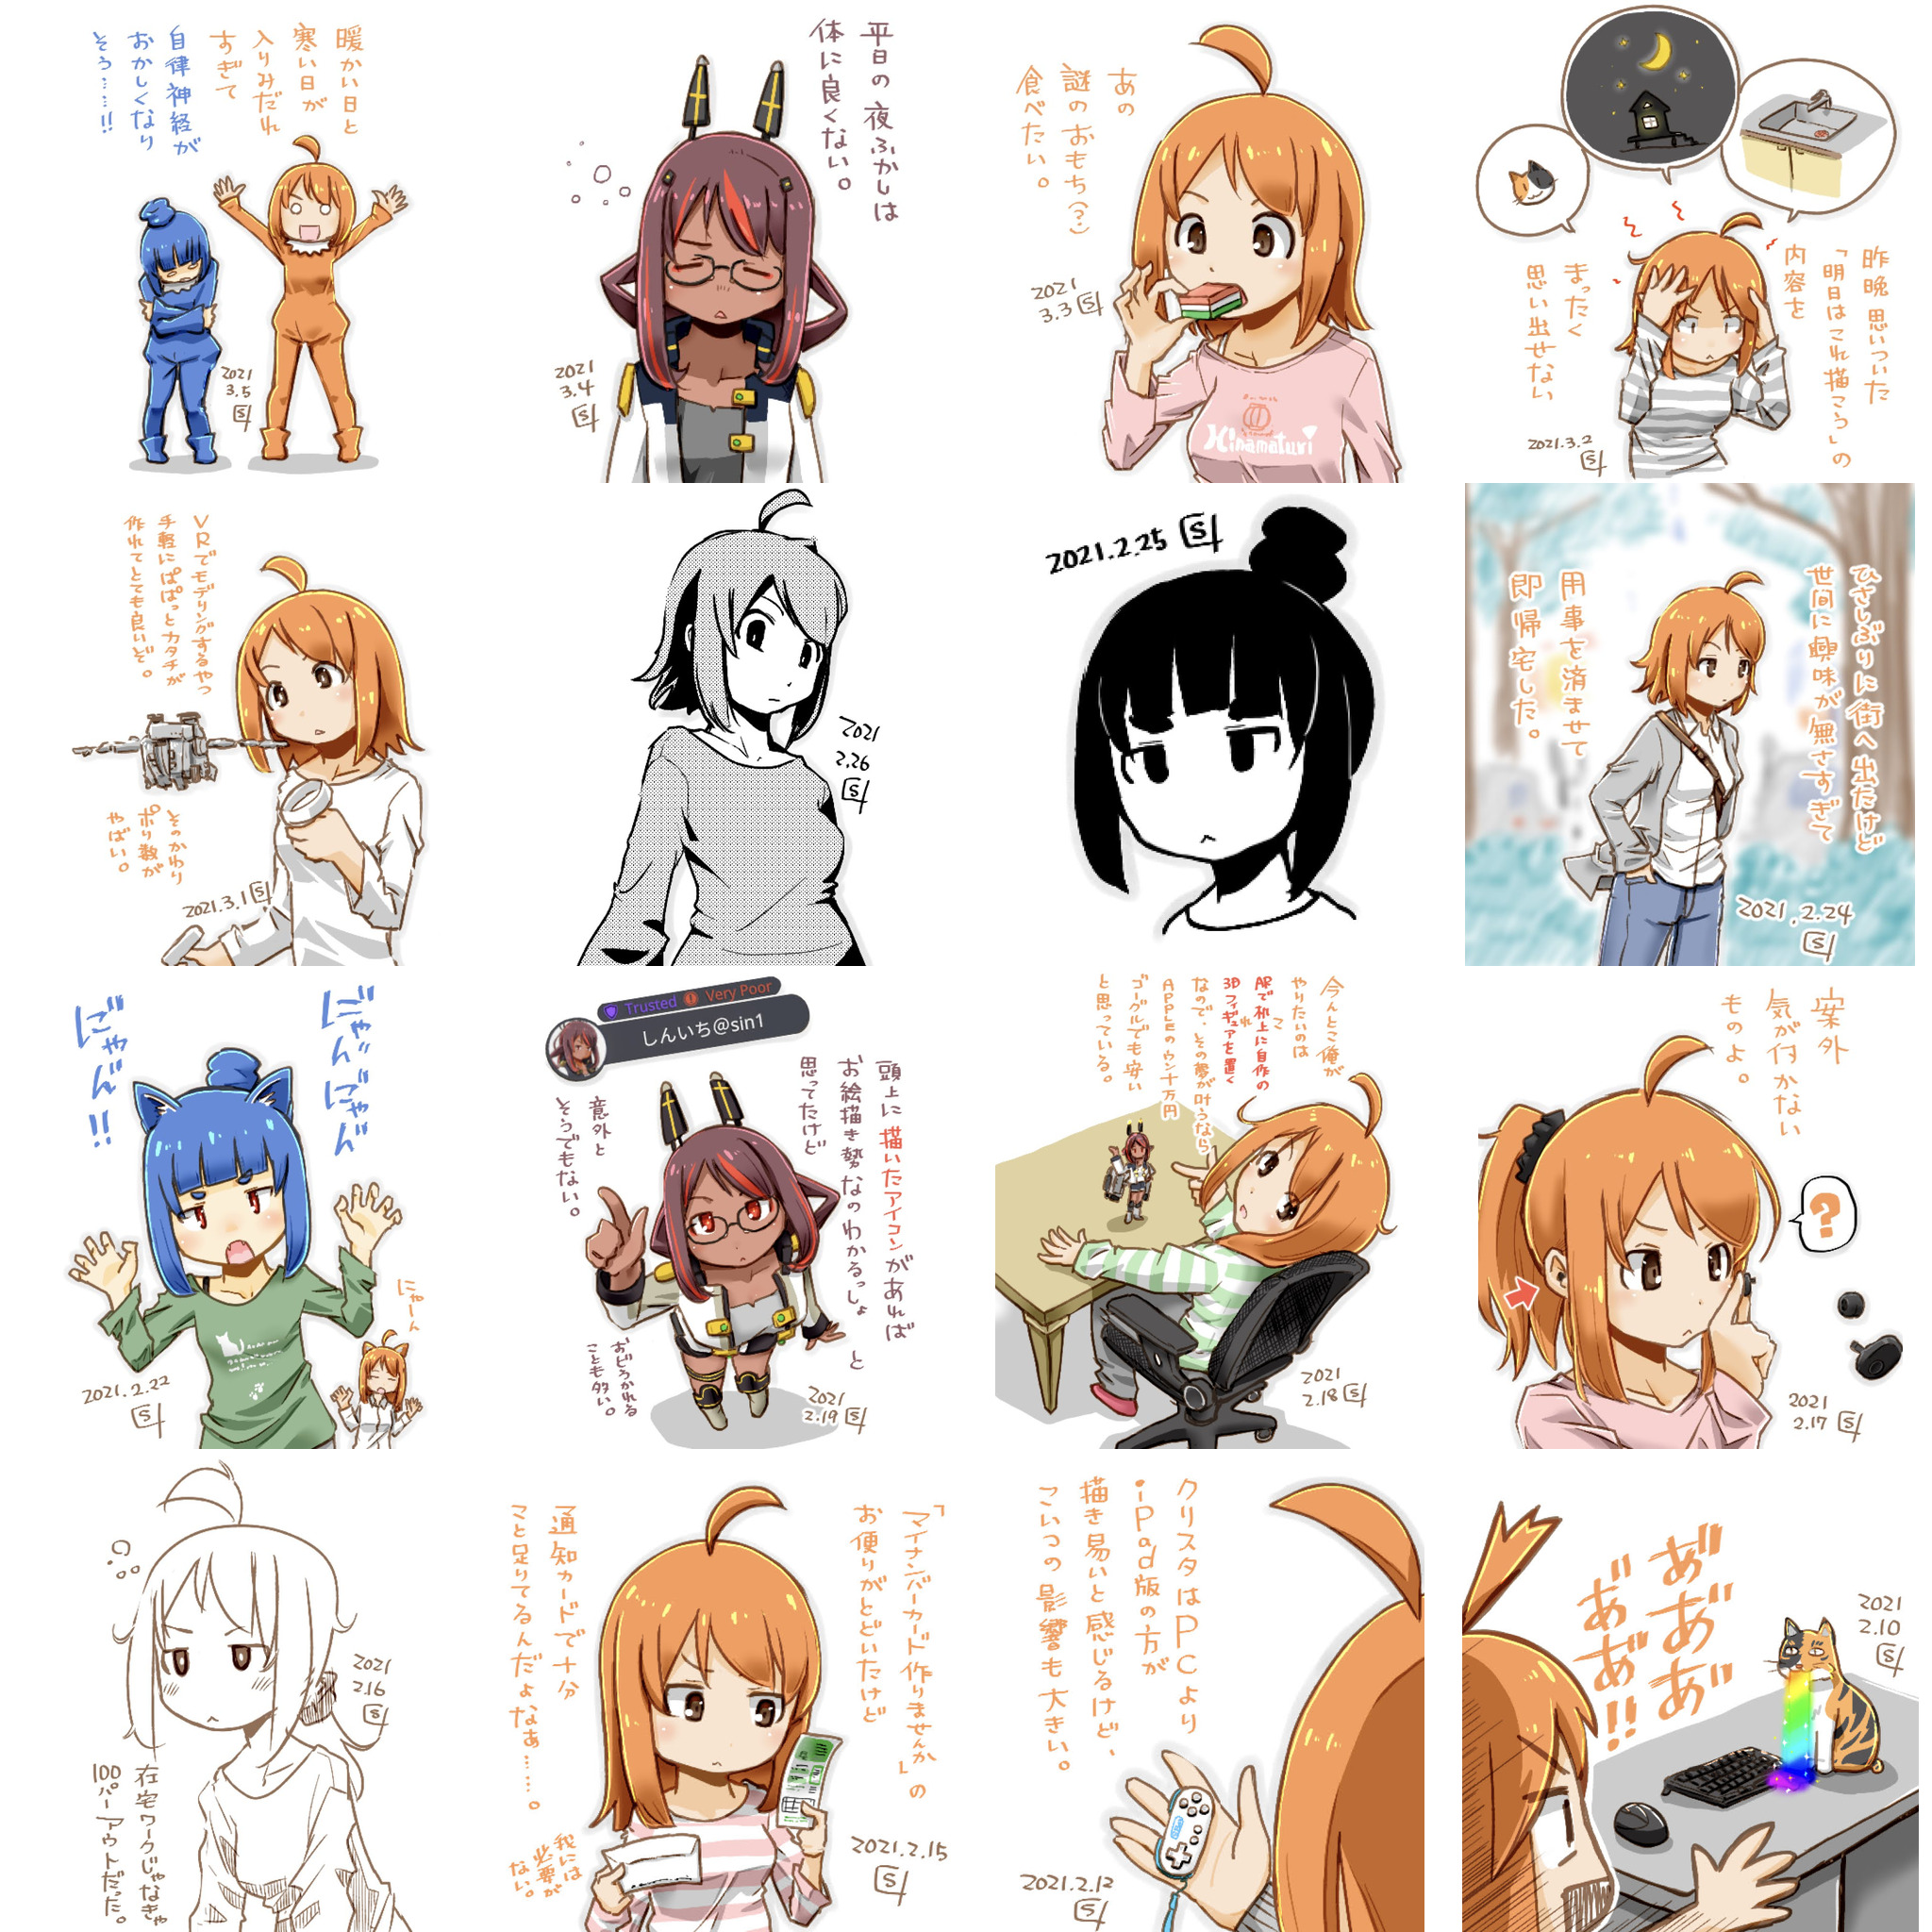 暖かい日と
寒い日が
入りみだれ
すぎて
自律神経が
おかしくなり
そう……!!
2021
3.5
平日の夜ふかしは
体に良くない。
2021
3.4
あの
謎のおもち(?)
食べたい。
2021
3.3
Hinamaturi
昨晩思いついた
「明日はこれ描こう」の
内容を
まったく
思い出せない
2021.3.2
VRでモデリングするやつ
手軽にぱぱっとカタチが
作れてとても良いぞ。
そのかわり
ポリ数が
やばい。
2021.3.1
2021
2.26
2021.2.25
ひさしぶりに街へ出たけど
世間に興味が無さすぎて
用事を済ませて
即帰宅した。
2021.2.24
にゃんにゃん
にゃん!!
にゃーん
2021.2.22
Trusted Very Poor
しんいち@sin1
頭上に描いたアイコンがあれば
お絵描き勢なのわかるっしょ と
思ってたけど
意外と
そうでもない。
おどろかれる
ことも多い。
2021
2.19
今んとこ俺が
やりたいのは
ARで机上に自作の
3Dフィギュアを置く
なので、その夢が叶うなら
APPLEのウン十万円
ゴーグルでも安い
と思っている。
2021
2.18
案外
気が付かない
ものよ。
?
2021
2.17
2021
2.16
在宅ワークじゃなきゃ
100パーアウトだった。
「マイナンバーカード作りませんか」の
お便りがとどいたけど
通知カードで十分
こと足りてるんだよなぁ……。
我には
必要が
ない。
2021.2.15
クリスタはPCより
iPad版の方が
描き易いと感じるけど、
こいつの影響も大きい。
2021.2.12
あ゛あ゛あ゛
あ゛あ゛!!
2021
2.10